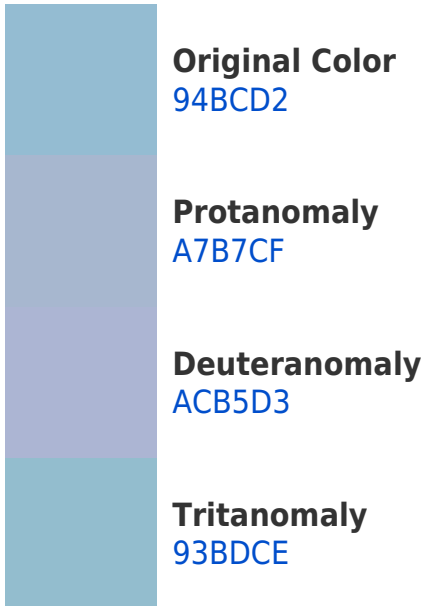 Original Color
94BCD2
Protanomaly
A7B7CF
Deuteranomaly
ACB5D3
Tritanomaly
93BDCE